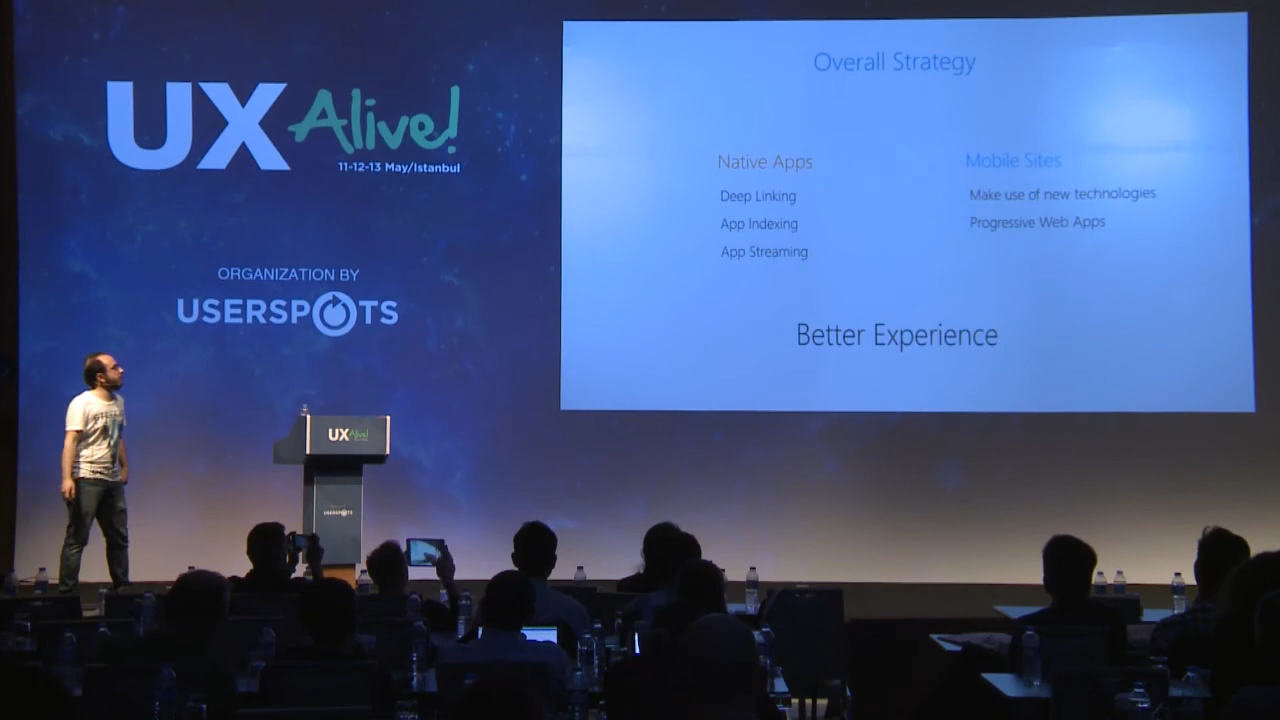 UX Alive!
11-12-13 May/Istanbul
ORGANIZATION BY
USERSPOTS
Overall Strategy
Native Apps
Deep Linking
App Indexing
App Streaming
Mobile Sites
Make use of new technologies
Progressive Web Apps
Better Experience
UX Alive!
USERSPOTS